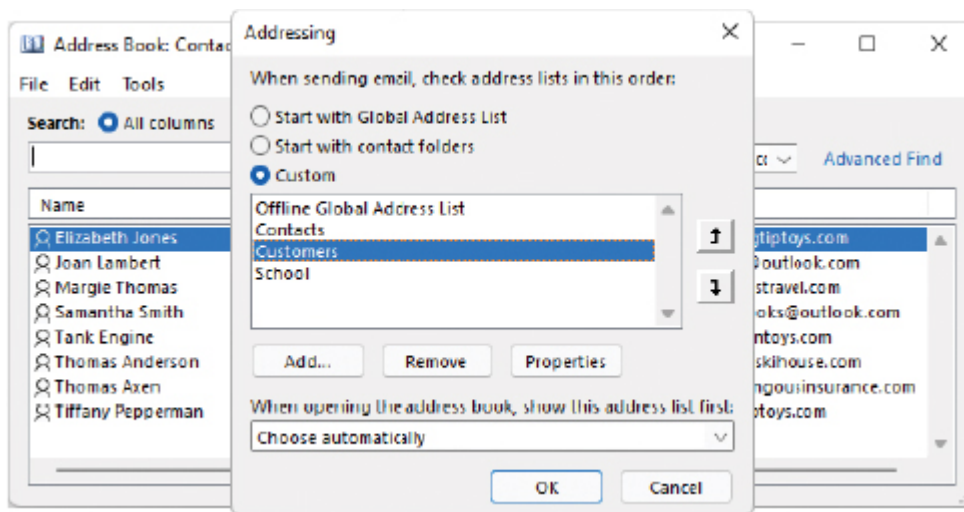 Address Book: Contac
File Edit Tools
Search: All columns
Advanced Find
Name
Elizabeth Jones
Joan Lambert
Margie Thomas
Samantha Smith
Tank Engine
Thomas Anderson
Thomas Axen
Tiffany Pepperman
Addressing
When sending email, check address lists in this order:
Start with Global Address List
Start with contact folders
Custom
Offline Global Address List
Contacts
Customers
School
Add... Remove Properties
When opening the address book, show this address list first:
Choose automatically
OK Cancel
gtiptoys.com
@outlook.com
stravel.com
ooks@outlook.com
ntoys.com
skihouse.com
ngousinsurance.com
toys.com